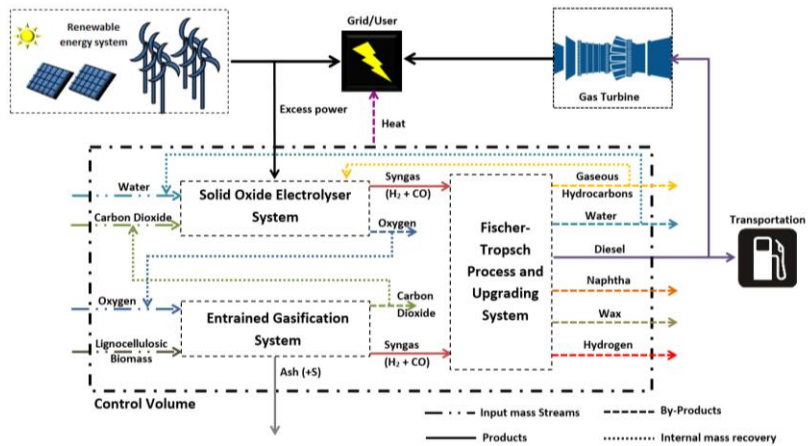 Renewable
energy system
Grid/User
Gas Turbine
Excess power
Heat
Water
Carbon Dioxide
Solid Oxide Electrolyser
System
Syngas
(H₂ + CO)
Oxygen
Oxygen
Lignocellulosic
Biomass
Entrained Gasification
System
Carbon
Dioxide
Syngas
(H₂ + CO)
Ash (+S)
Fischer-
Tropsch
Process and
Upgrading
System
Gaseous
Hydrocarbons
Water
Diesel
Naphtha
Wax
Hydrogen
Transportation
Control Volume
Input mass Streams
By-Products
Products
Internal mass recovery